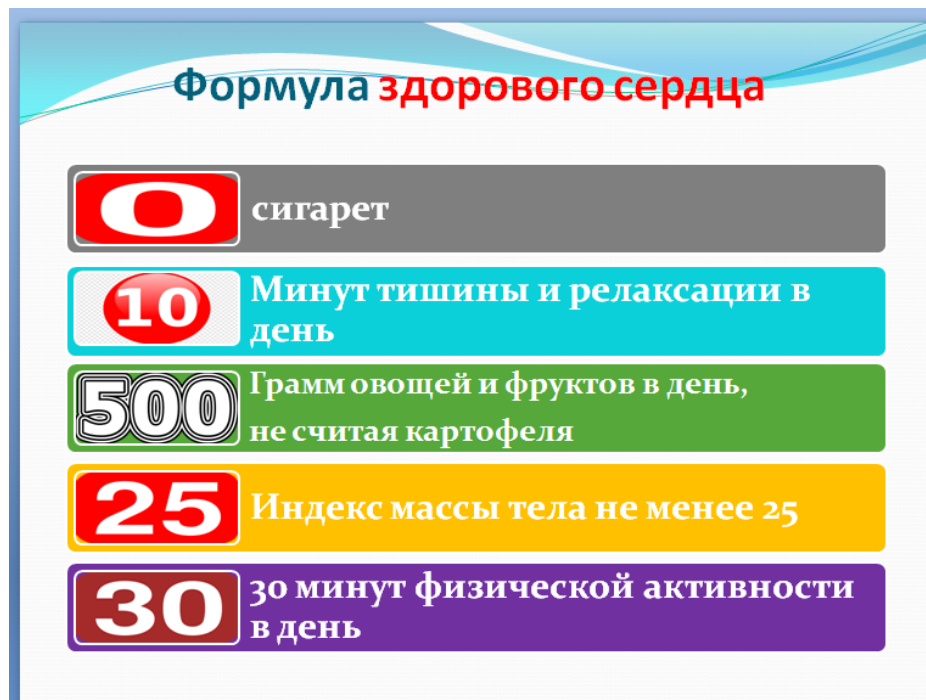 Формула здорового сердца
0
сигарет
10
Минут тишины и релаксации в
день
500
Грамм овощей и фруктов в день,
не считая картофеля
25
Индекс массы тела не менее 25
30
30 минут физической активности
в день